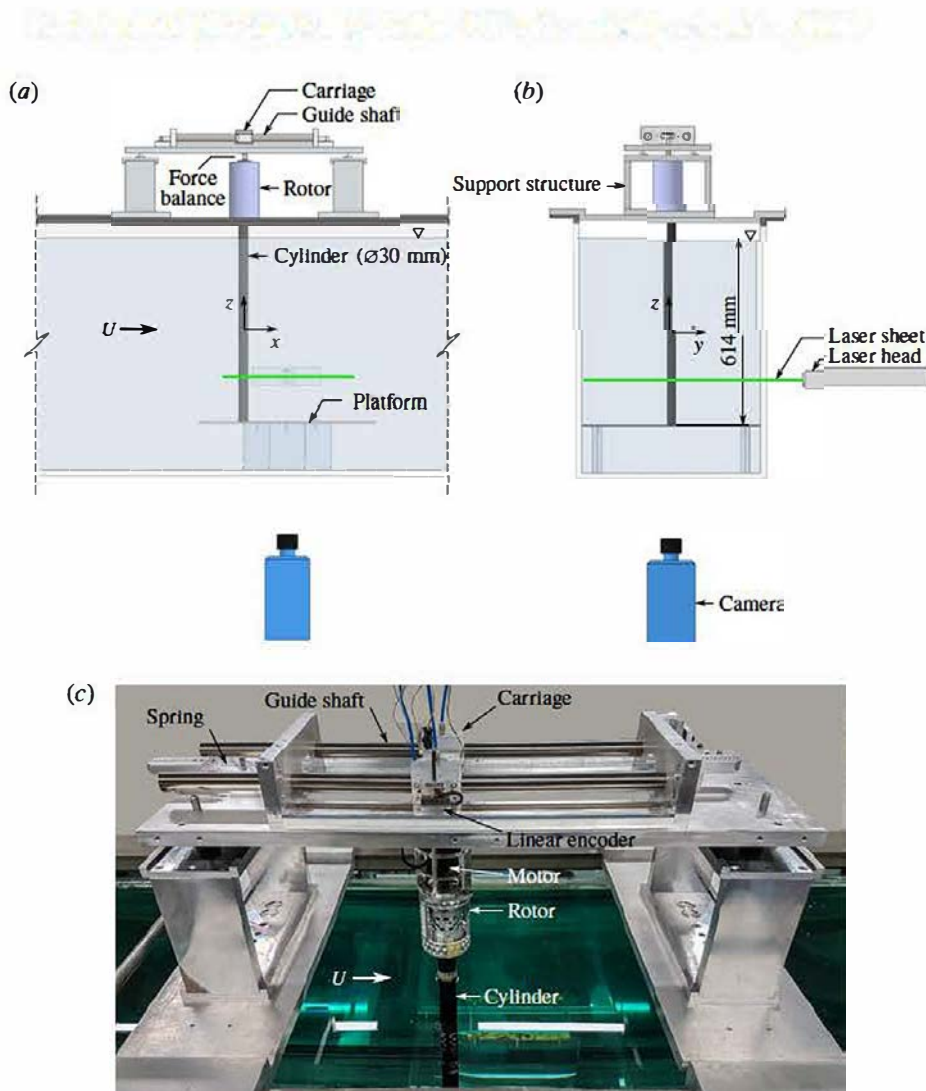 (a)
Carriage
Guide shaft
Force
balance
Rotor
Cylinder (⌀30 mm)
z
x
U
Platform
(b)
Support structure
z
y
614 mm
Laser sheet
Laser head
Camera
(c)
Guide shaft
Carriage
Spring
Linear encoder
Motor
Rotor
U
Cylinder